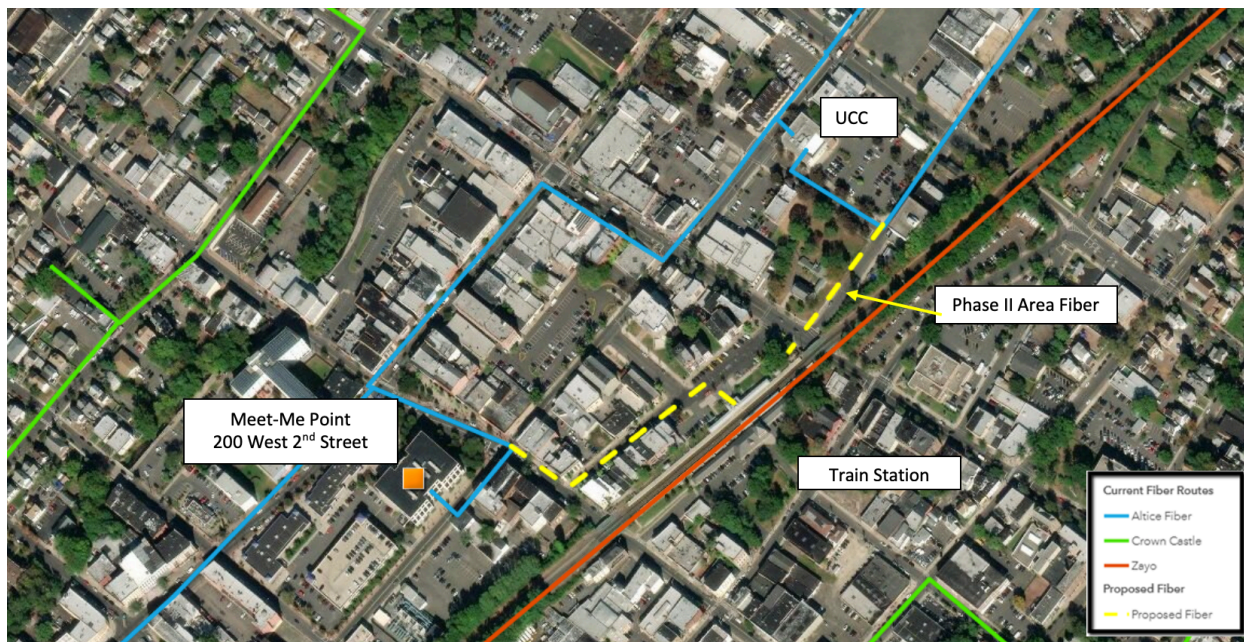 UCC
Phase II Area Fiber
Meet-Me Point
200 West 2nd Street
Train Station
Current Fiber Routes
Altice Fiber
Crown Castle
Zayo
Proposed Fiber
Proposed Fiber